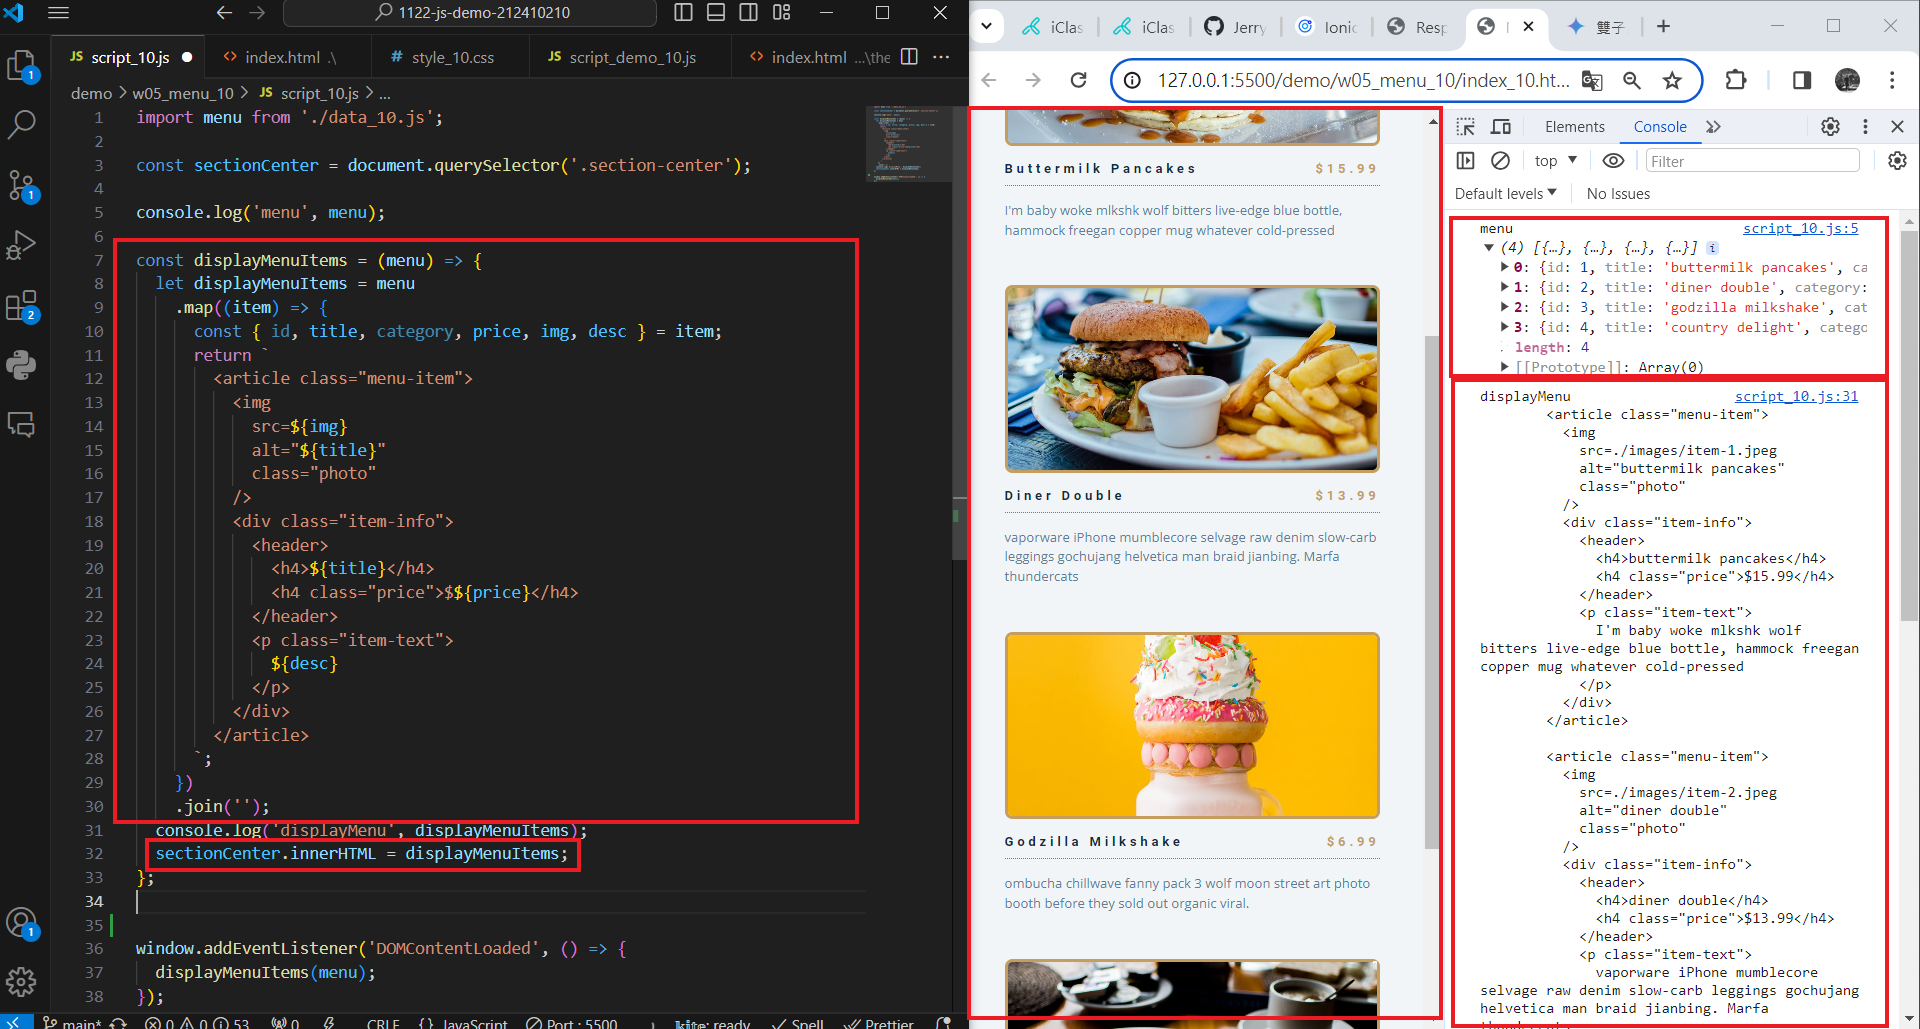 1122-js-demo-212410210
JS script_10.js
<> index.html .\
# style_10.css
JS script_demo_10.js
<> index.html ...\the
demo > w05_menu_10 > JS script_10.js > ...
1 import menu from './data_10.js';
2
3 const sectionCenter = document.querySelector('.section-center');
4
5 console.log('menu', menu);
6
7 const displayMenuItems = (menu) => {
8 let displayMenuItems = menu
9 .map((item) => {
10 const { id, title, category, price, img, desc } = item;
11 return `
12 <article class="menu-item">
13 <img
14 src=${img}
15 alt="${title}"
16 class="photo"
17 />
18 <div class="item-info">
19 <header>
20 <h4>${title}</h4>
21 <h4 class="price">$${price}</h4>
22 </header>
23 <p class="item-text">
24 ${desc}
25 </p>
26 </div>
27 </article>
28 `;
29 })
30 .join('');
31 console.log('displayMenu', displayMenuItems);
32 sectionCenter.innerHTML = displayMenuItems;
33 };
34
35
36 window.addEventListener('DOMContentLoaded', () => {
37 displayMenuItems(menu);
38 });
1
1
2
1
main*
0 0 53
0
CRLF
{} JavaScript
Port : 5500
kite: ready
Spell
Prettier
iClas
iClas
Jerry
Ionic
Resp
雙子
127.0.0.1:5500/demo/w05_menu_10/index_10.ht...
Buttermilk Pancakes $15.99
I'm baby woke mlkshk wolf bitters live-edge blue bottle,
hammock freegan copper mug whatever cold-pressed
Diner Double $13.99
vaporware iPhone mumblecore selvage raw denim slow-carb
leggings gochujang helvetica man braid jianbing. Marfa
thundercats
Godzilla Milkshake $6.99
ombucha chillwave fanny pack 3 wolf moon street art photo
booth before they sold out organic viral.
Elements
Console
top
Filter
Default levels
No Issues
menu script_10.js:5
(4) [{…}, {…}, {…}, {…}] i
0: {id: 1, title: 'buttermilk pancakes', ca
1: {id: 2, title: 'diner double', category:
2: {id: 3, title: 'godzilla milkshake', cat
3: {id: 4, title: 'country delight', catego
length: 4
[[Prototype]]: Array(0)
displayMenu script_10.js:31
<article class="menu-item">
<img
src=./images/item-1.jpeg
alt="buttermilk pancakes"
class="photo"
/>
<div class="item-info">
<header>
<h4>buttermilk pancakes</h4>
<h4 class="price">$15.99</h4>
</header>
<p class="item-text">
I'm baby woke mlkshk wolf
bitters live-edge blue bottle, hammock freegan
copper mug whatever cold-pressed
</p>
</div>
</article>
<article class="menu-item">
<img
src=./images/item-2.jpeg
alt="diner double"
class="photo"
/>
<div class="item-info">
<header>
<h4>diner double</h4>
<h4 class="price">$13.99</h4>
</header>
<p class="item-text">
vaporware iPhone mumblecore
selvage raw denim slow-carb leggings gochujang
helvetica man braid jianbing. Marfa